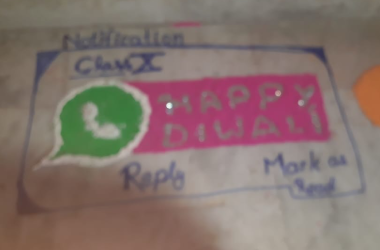 Notification
Class X
HAPPY
DIWALI
Reply
Mark as
Read